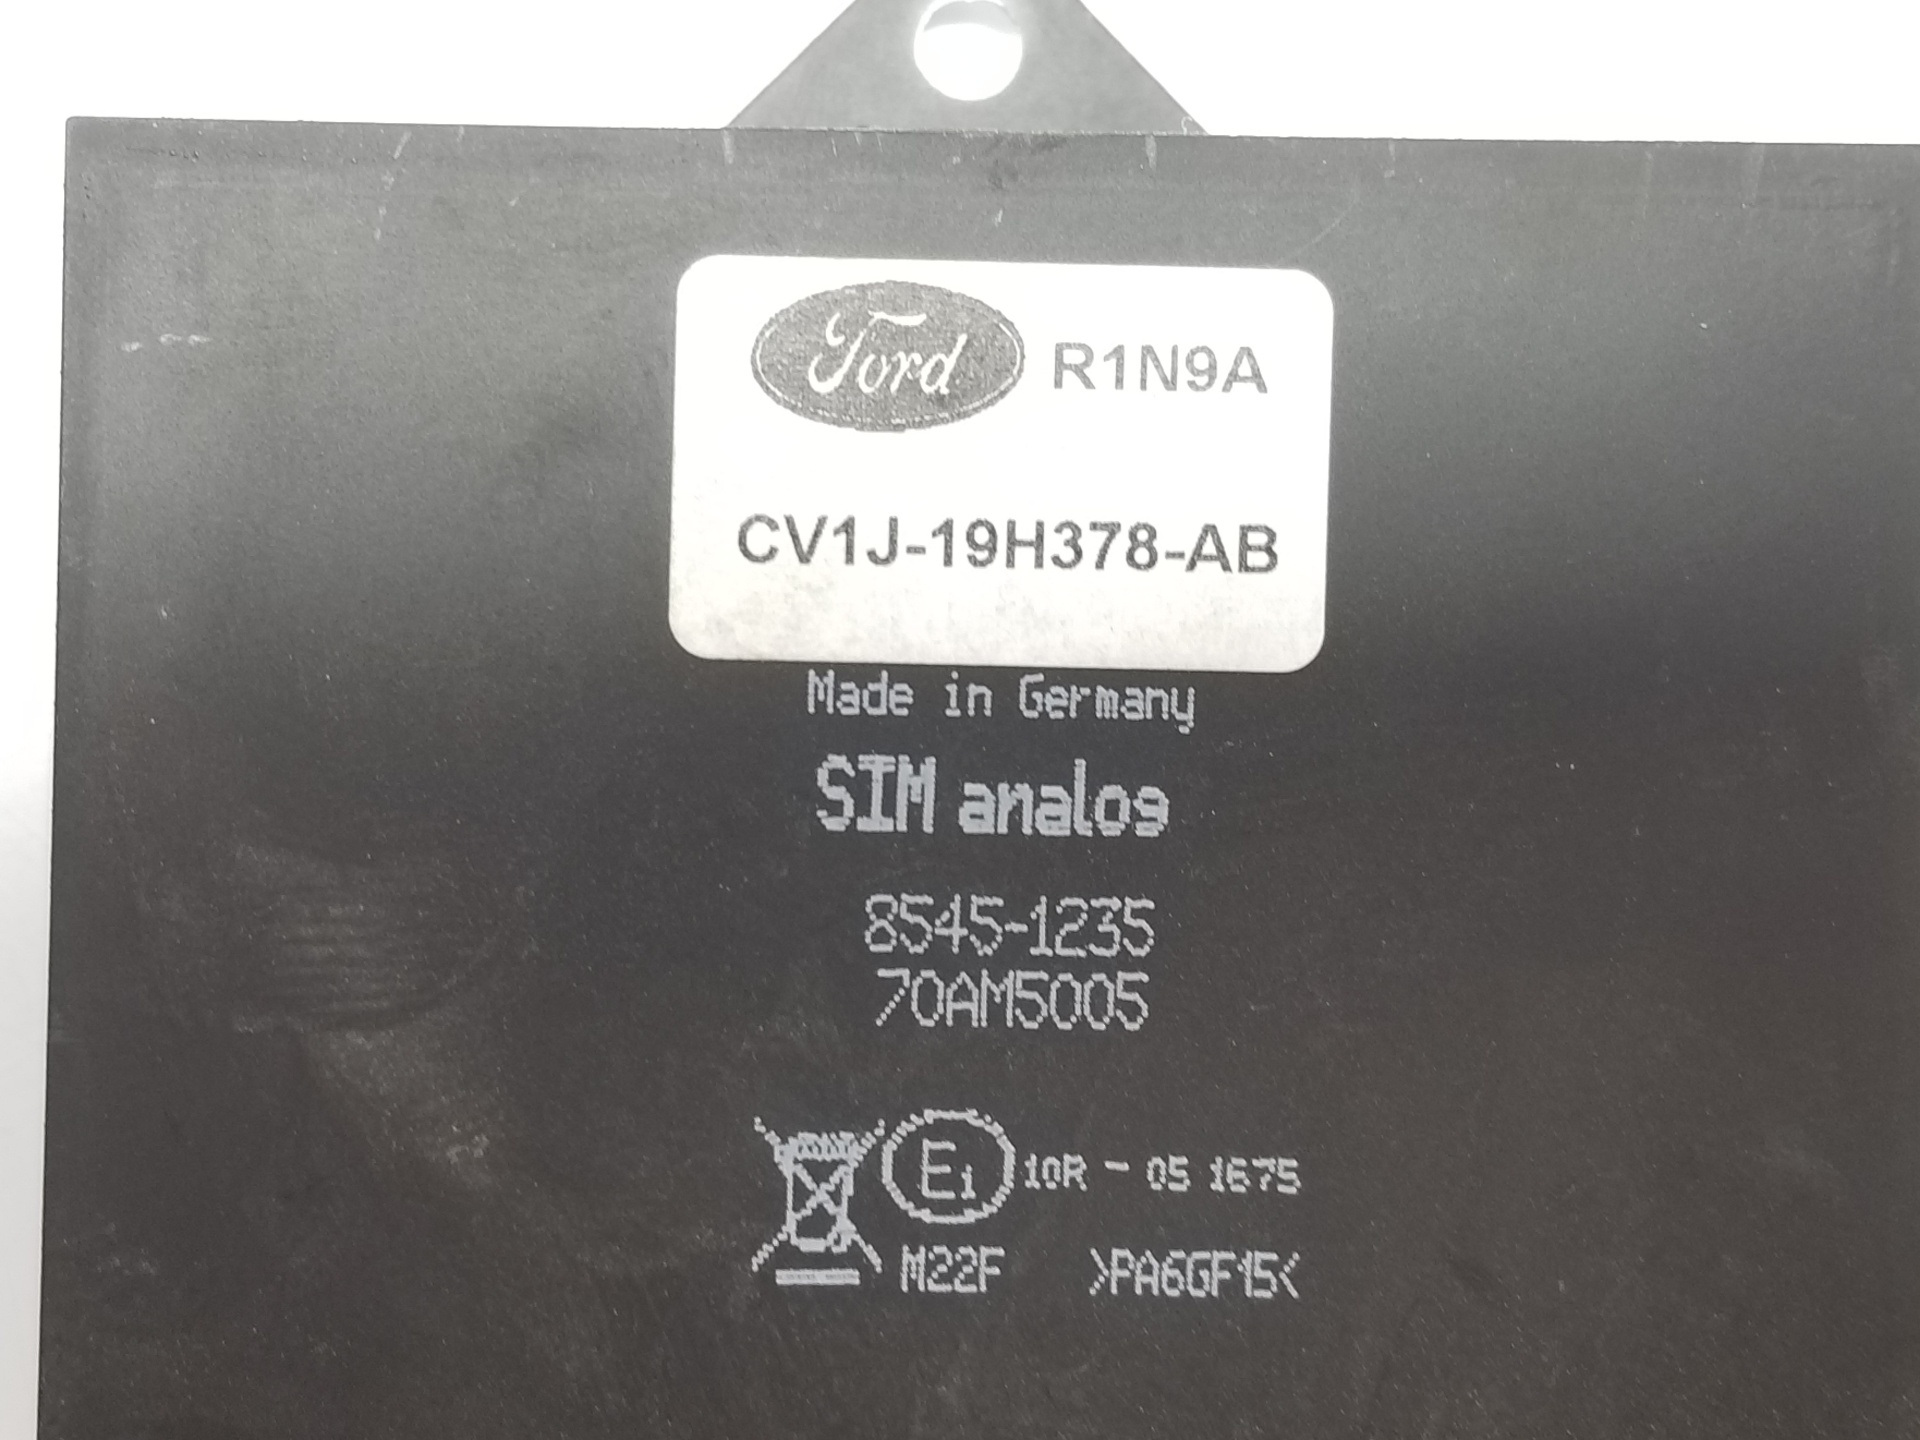 Ford R1N9A
CV1J-19H378-AB
Made in Germany
SIM analog
8545-1235
70AM5005
E1 10R - 05 1675
M22F >PA6GF15<